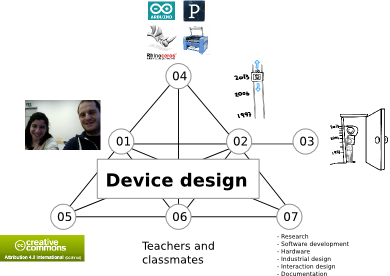 ARDUINO
P
Rhinoceros
04
2013
2006
1997
01
02
03
Device design
05
06
07
creative
commons
Attribution 4.0 International
Teachers and
classmates
- Research
- Software development
- Hardware
- Industrial design
- Interaction design
- Documentation